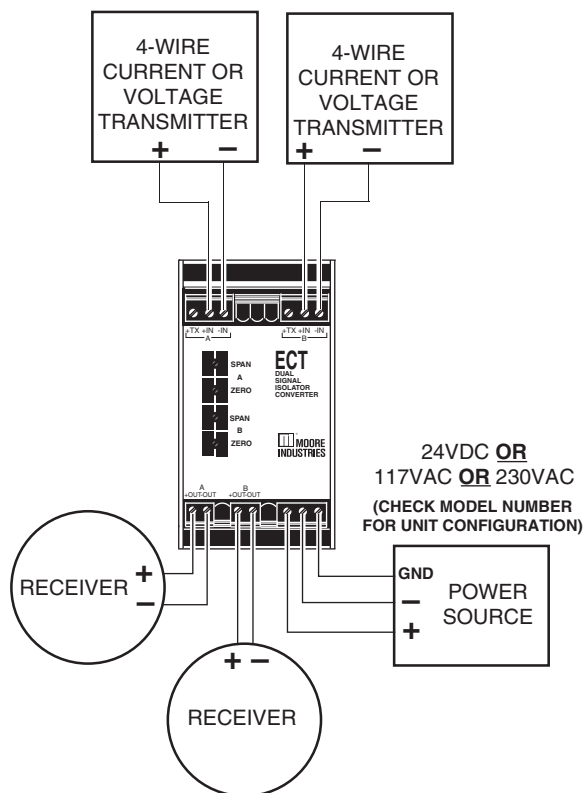 4-WIRE
CURRENT OR
VOLTAGE
TRANSMITTER
+ −
4-WIRE
CURRENT OR
VOLTAGE
TRANSMITTER
+ −
+TX +IN -IN
A
+TX +IN -IN
B
SPAN
A
ZERO
SPAN
B
ZERO
ECT
DUAL
SIGNAL
ISOLATOR
CONVERTER
MOORE
INDUSTRIES
A
+OUT-OUT
B
+OUT-OUT
24VDC OR
117VAC OR 230VAC
(CHECK MODEL NUMBER
FOR UNIT CONFIGURATION)
GND
−
+
POWER
SOURCE
RECEIVER
+
−
+ −
RECEIVER